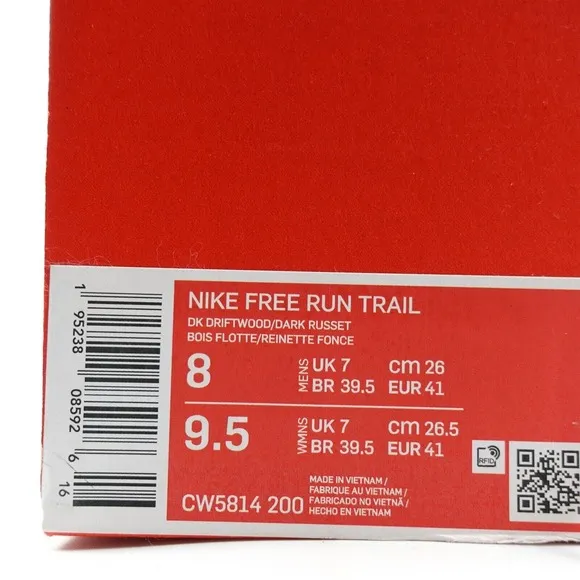 NIKE FREE RUN TRAIL
DK DRIFTWOOD/DARK RUSSET
BOIS FLOTTE/REINETTE FONCE
8 MENS UK 7 cm 26
BR 39.5 EUR 41
9.5 WMNS UK 7 cm 26.5
BR 39.5 EUR 41
CW5814 200
MADE IN VIETNAM /
FABRIQUE AU VIETNAM /
FABRICADO NO VIETNÃ /
HECHO EN VIETNAM
RFID
1 95238 08592 6 16